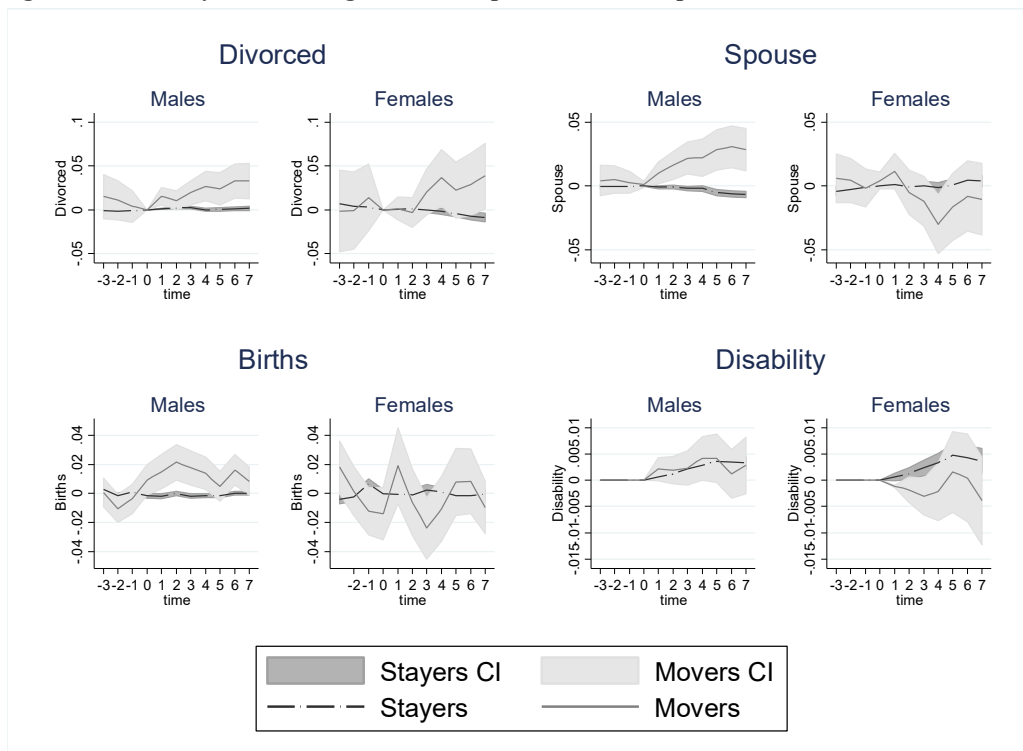 Divorced
Males
Females
Divorced
-.05
0
.05
.1
-3 -2 -1 0 1 2 3 4 5 6 7
time
Divorced
-.05
0
.05
.1
-3 -2 -1 0 1 2 3 4 5 6 7
time
Spouse
Males
Females
Spouse
-.05
0
.05
-3 -2 -1 0 1 2 3 4 5 6 7
time
Spouse
-.05
0
.05
-3 -2 -1 0 1 2 3 4 5 6 7
time
Births
Males
Females
Births
-.04
-.02
0
.02
.04
-3 -2 -1 0 1 2 3 4 5 6 7
time
Births
-.04
-.02
0
.02
.04
-2 -1 0 1 2 3 4 5 6 7
time
Disability
Males
Females
Disability
-.015
-.01
-.005
0
.005
.01
-3 -2 -1 0 1 2 3 4 5 6 7
time
Disability
-.015
-.01
-.005
0
.005
.01
-3 -2 -1 0 1 2 3 4 5 6 7
time
Stayers CI
Movers CI
Stayers
Movers